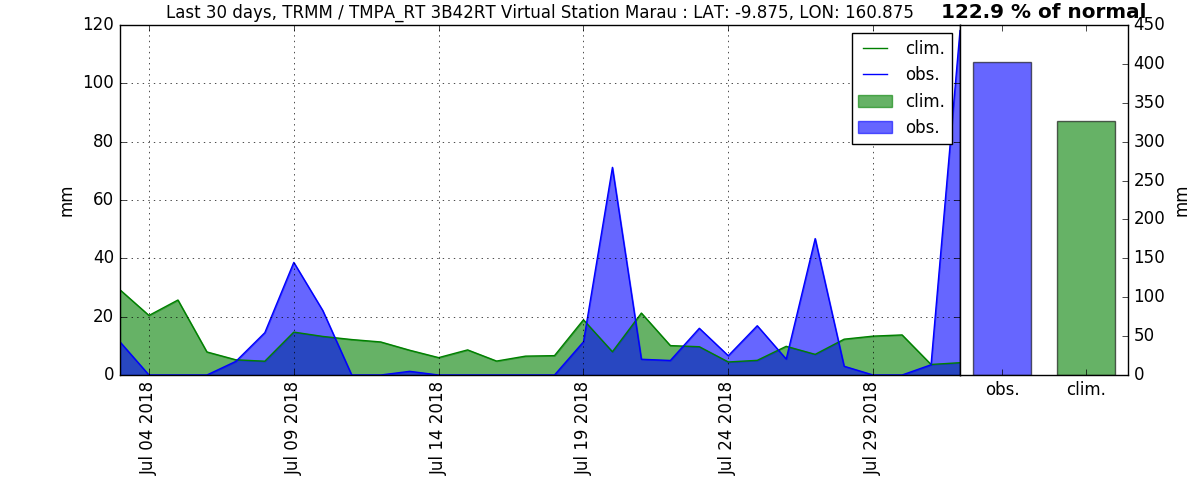 Last 30 days, TRMM / TMPA_RT 3B42RT Virtual Station Marau : LAT: -9.875, LON: 160.875
122.9 % of normal
120
100
80
60
40
20
0
mm
clim.
obs.
clim.
obs.
Jul 04 2018
Jul 09 2018
Jul 14 2018
Jul 19 2018
Jul 24 2018
Jul 29 2018
450
400
350
300
250
200
150
100
50
0
mm
obs.
clim.